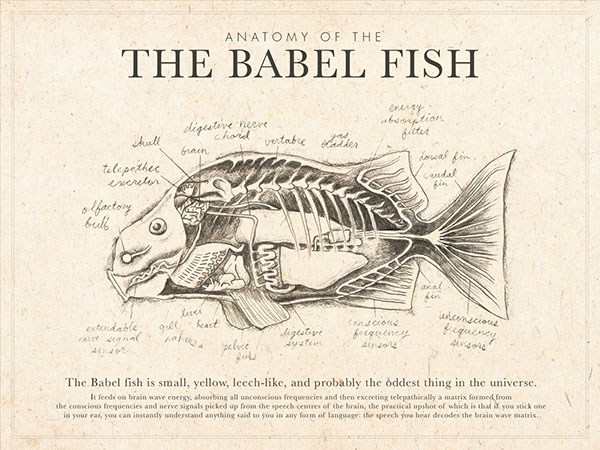 ANATOMY OF THE
THE BABEL FISH
energy
absorption
filter
digestive nerve
chord
skull
brain
vertabre
gas
bladder
dorsal fin
caudal
fin
telepathic
excretor
olfactory
bulb
anal
fin
extendable
nerve signal
sensor
gill
rakers
liver
heart
pelvic
fins
digestive
system
conscious
frequency
sensors
unconscious
frequency
sensors
The Babel fish is small, yellow, leech-like, and probably the oddest thing in the universe.
It feeds on brain wave energy, absorbing all unconscious frequencies and then excreting telepathically a matrix formed from
the conscious frequencies and nerve signals picked up from the speech centres of the brain, the practical upshot of which is that if you stick one
in your ear, you can instantly understand anything said to you in any form of language: the speech you hear decodes the brain wave matrix.